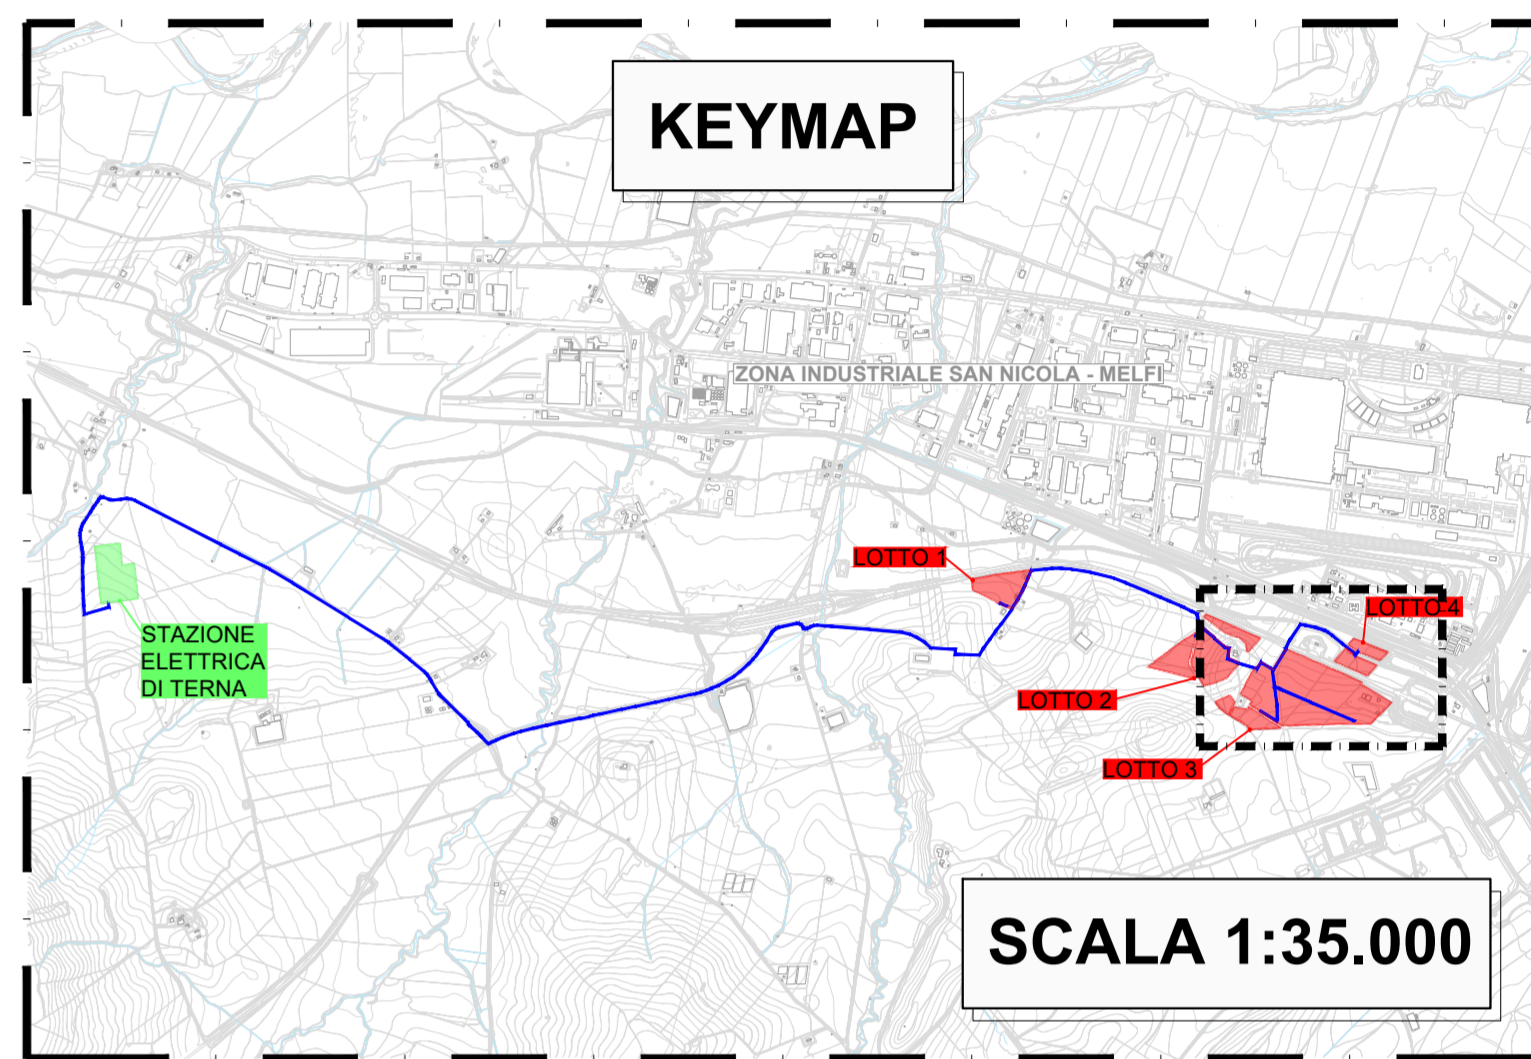 KEYMAP
ZONA INDUSTRIALE SAN NICOLA - MELFI
LOTTO 1
LOTTO 4
STAZIONE
ELETTRICA
DI TERNA
LOTTO 2
LOTTO 3
SCALA 1:35.000